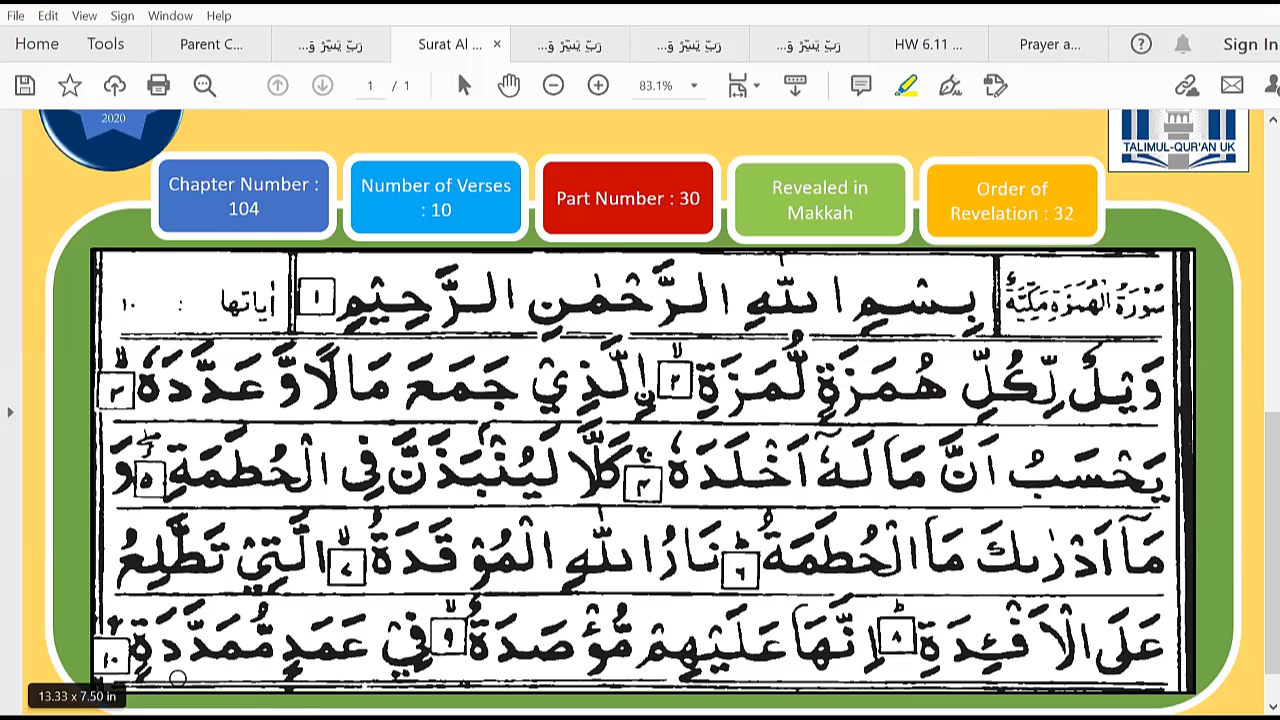 File Edit View Sign Window Help
Home Tools Parent C... رَبِّ يَسِّرْ وَ... Surat Al ... × رَبِّ يَسِّرْ وَ... رَبِّ يَسِّرْ وَ... رَبِّ يَسِّرْ وَ... HW 6.11 ... Prayer a... Sign In
1 / 1 83.1%
2020
TALIMUL-QUR'AN UK
Chapter Number :
104
Number of Verses
: 10
Part Number : 30
Revealed in
Makkah
Order of
Revelation : 32
سُوْرَةُ الْهُمَزَةِ مَكِّيَّةٌ بِسْمِ اللّٰهِ الرَّحْمٰنِ الرَّحِيْمِ ١ أٰياتها : ١٠
وَيْلٌ لِّكُلِّ هُمَزَةٍ لُّمَزَةِ ٢ نِ الَّذِيْ جَمَعَ مَالًا وَّعَدَّدَهٗ ٣
يَحْسَبُ اَنَّ مَالَهٗٓ اَخْلَدَهٗ ٤ كَلَّا لَيُنْۢبَذَنَّ فِى الْحُطَمَةِ ٥ وَ
مَآ اَدْرٰىكَ مَا الْحُطَمَةُ ٦ نَارُ اللّٰهِ الْمُوْقَدَةُ ٧ الَّتِيْ تَطَّلِعُ
عَلَى الْاَفْـِٕدَةِ ٨ اِنَّهَا عَلَيْهِمْ مُّؤْصَدَةٌ ٩ فِيْ عَمَدٍ مُّمَدَّدَةٍ ١٠
13.33 x 7.50 in